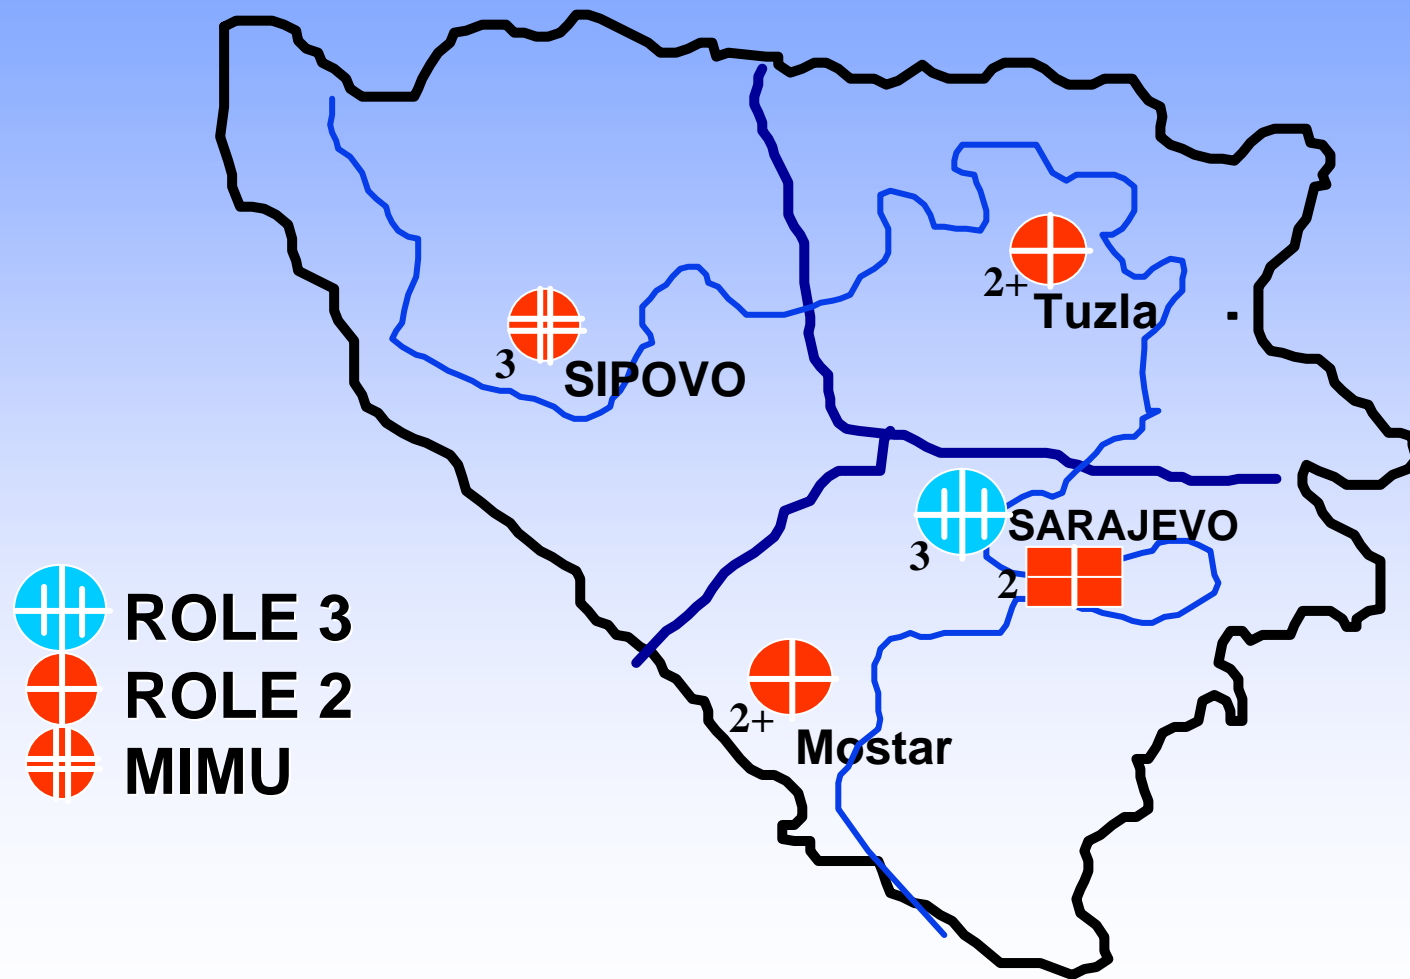 2+
Tuzla
-
3
SIPOVO
SARAJEVO
3
2
ROLE 3
ROLE 2
2+
Mostar
MIMU